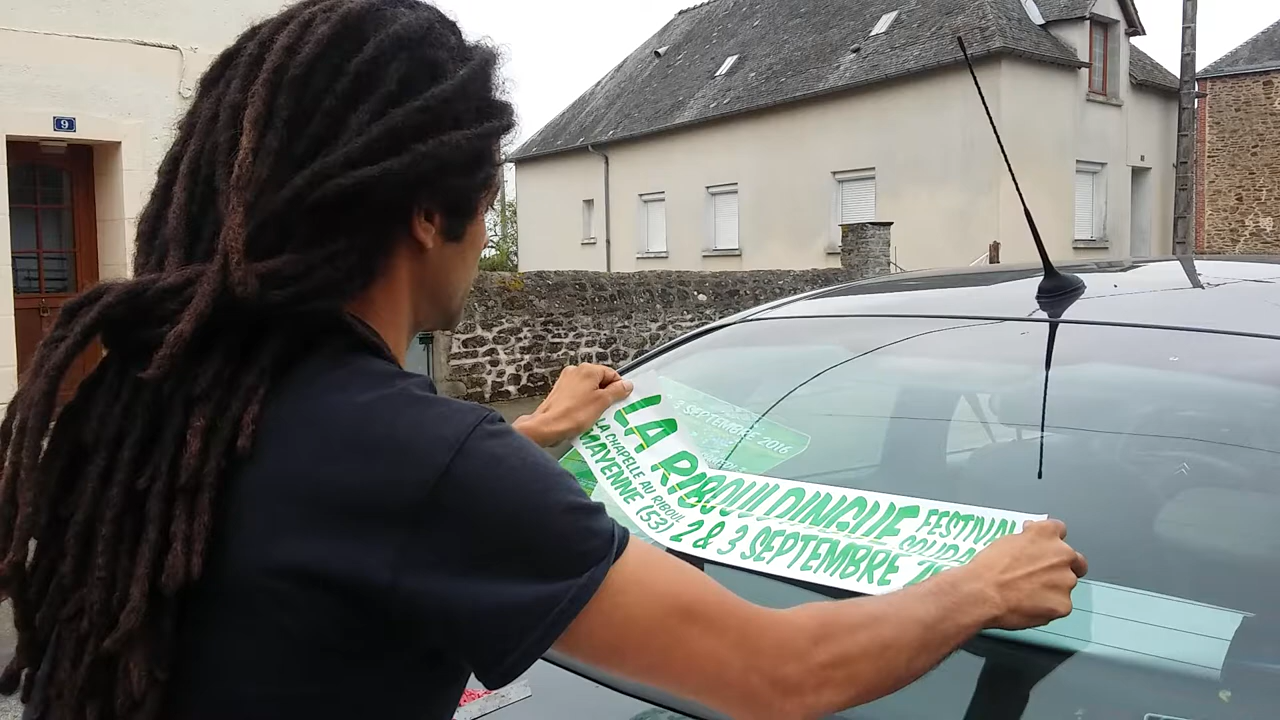 9
3 SEPTEMBRE 2016
LA RIBOULDINGUE FESTIVAL
LA CHAPELLE AU RIBOUL
MAYENNE (53) 2 & 3 SEPTEMBRE